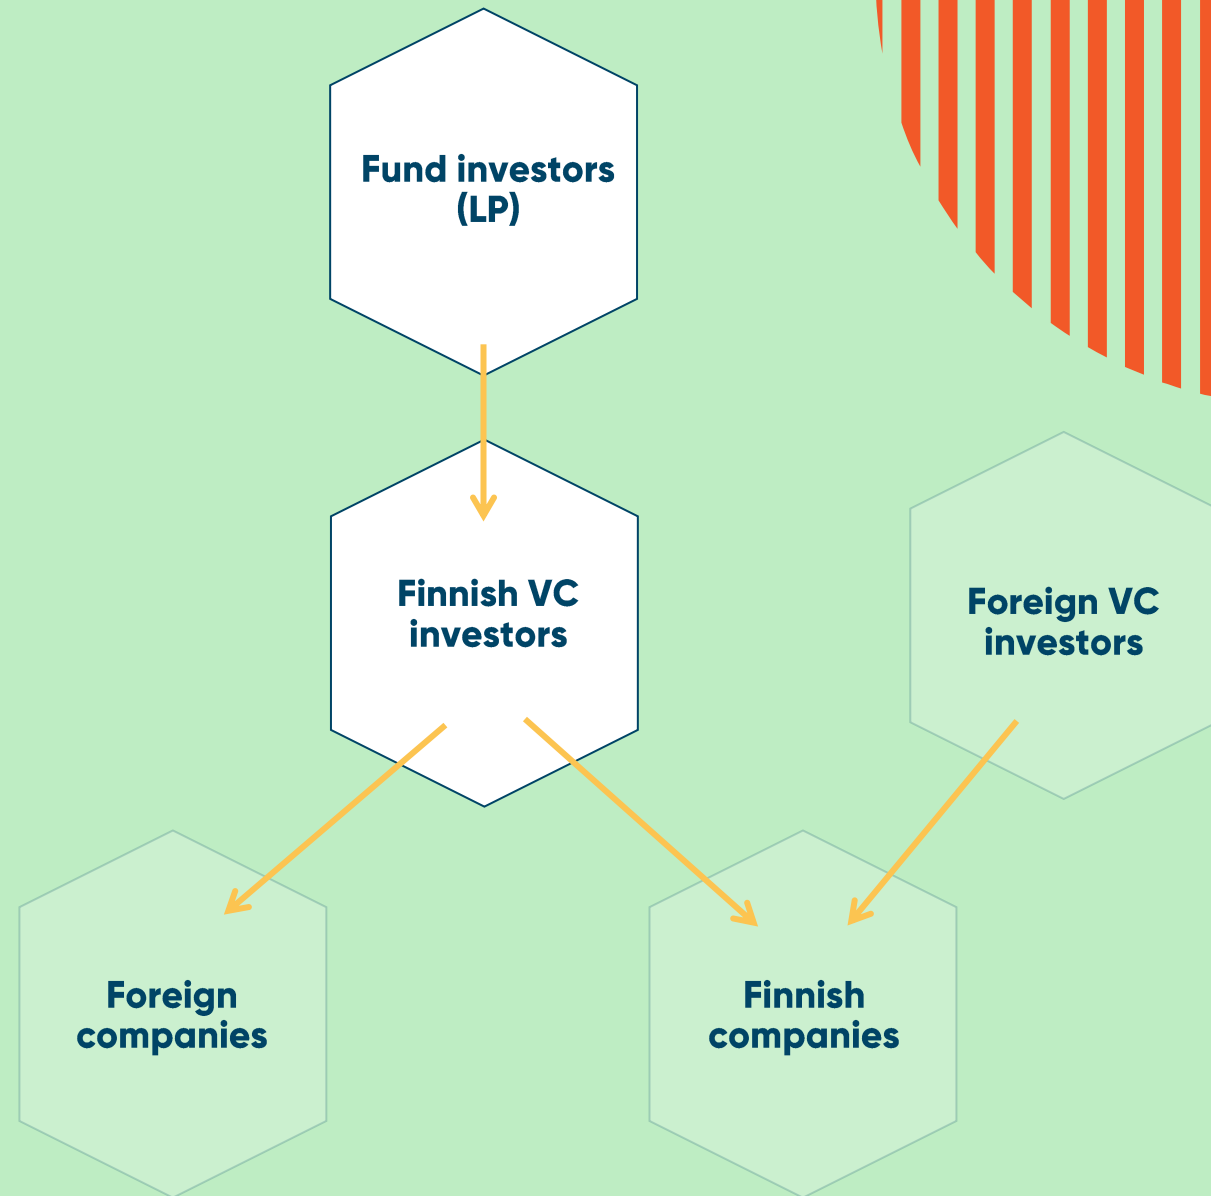 Fund investors
(LP)
Finnish VC
investors
Foreign VC
investors
Foreign
companies
Finnish
companies